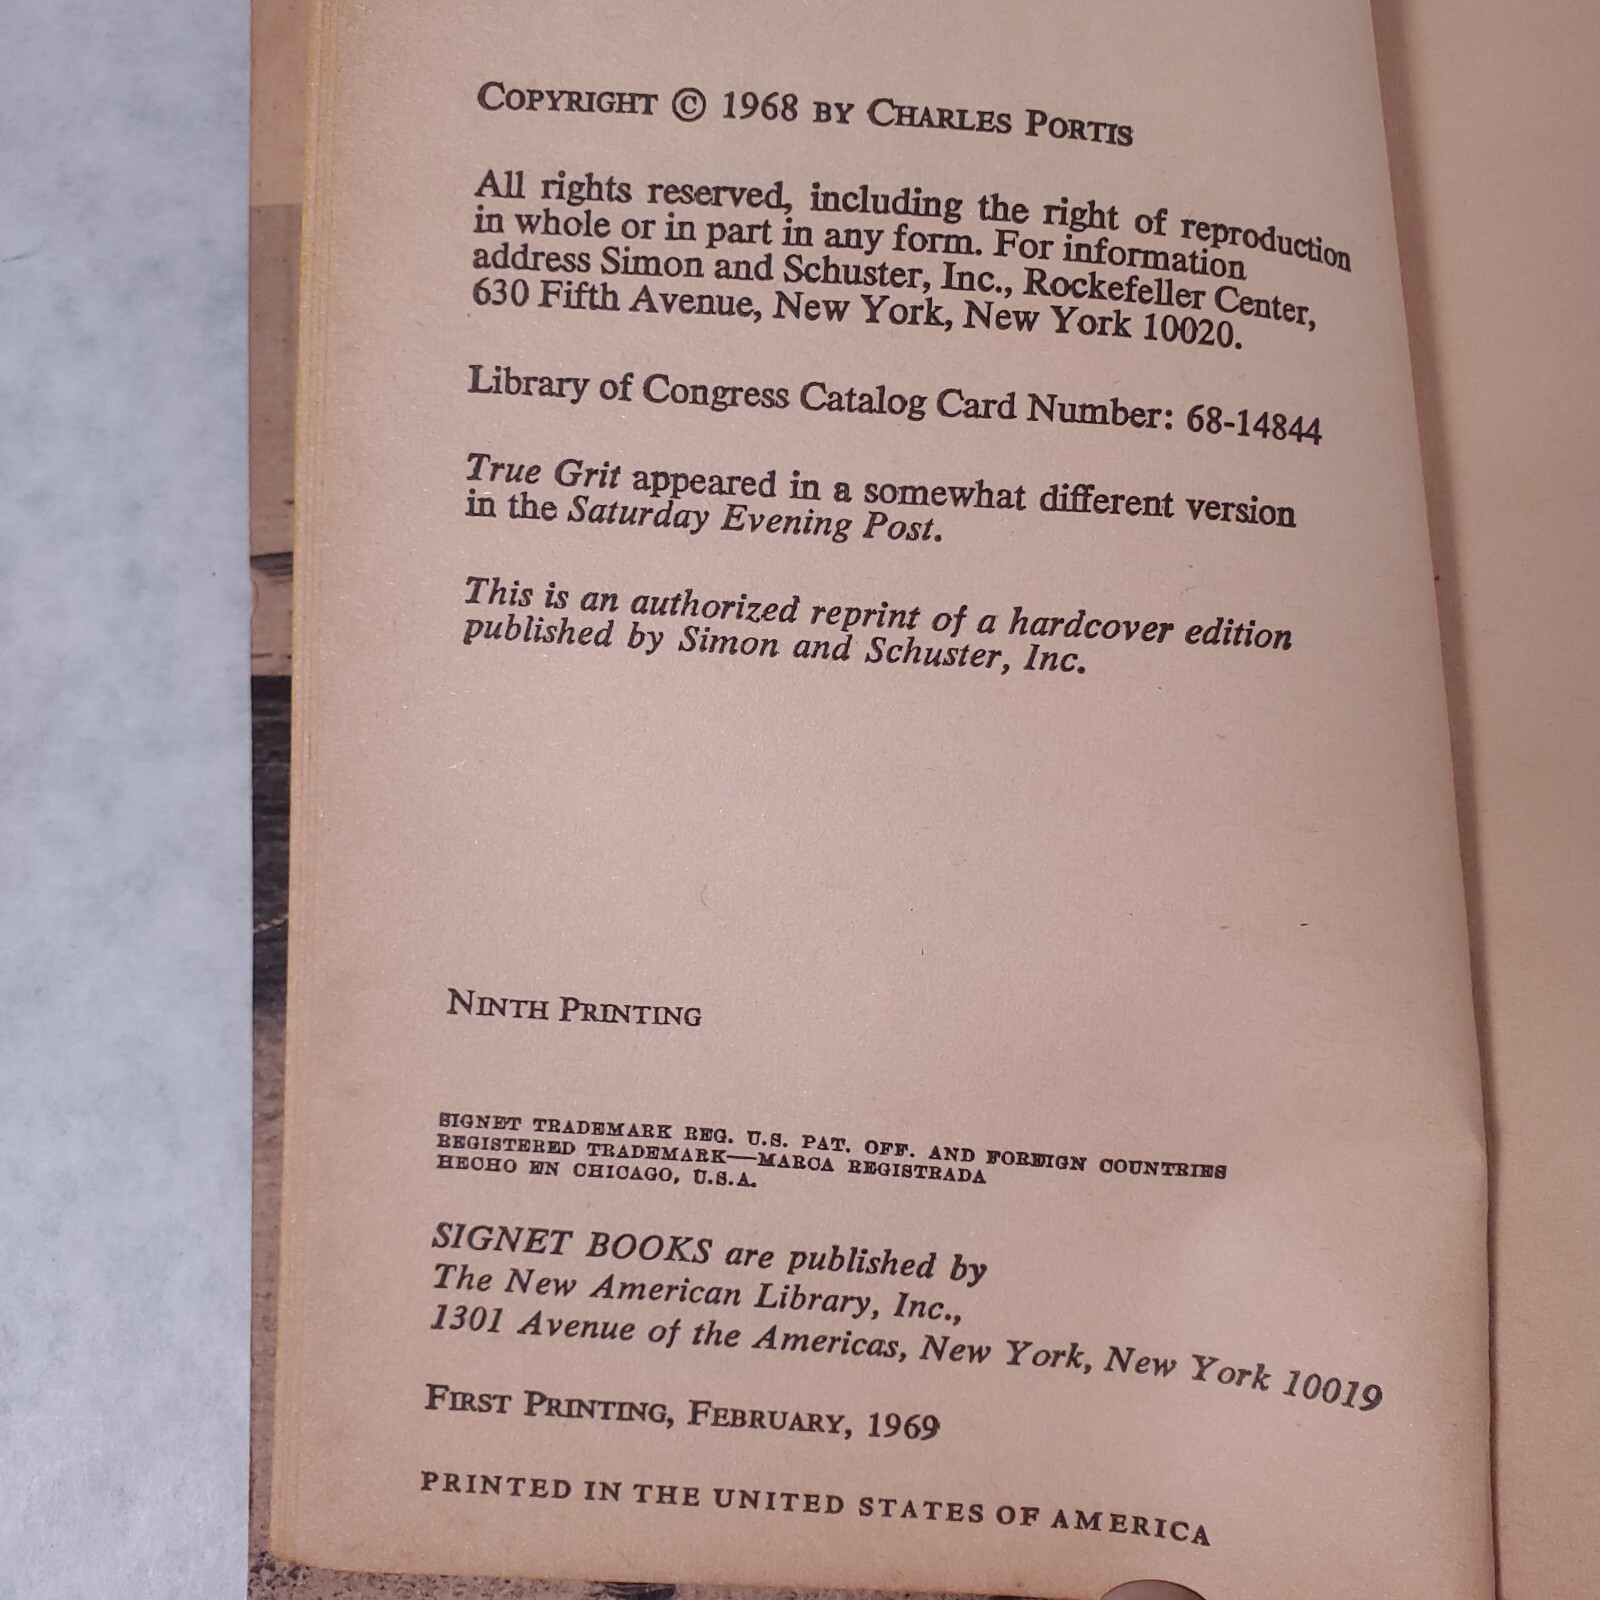 COPYRIGHT © 1968 BY CHARLES PORTIS
All rights reserved, including the right of reproduction
in whole or in part in any form. For information
address Simon and Schuster, Inc., Rockefeller Center,
630 Fifth Avenue, New York, New York 10020.
Library of Congress Catalog Card Number: 68-14844
True Grit appeared in a somewhat different version
in the Saturday Evening Post.
This is an authorized reprint of a hardcover edition
published by Simon and Schuster, Inc.
NINTH PRINTING
SIGNET TRADEMARK REG. U.S. PAT. OFF. AND FOREIGN COUNTRIES
REGISTERED TRADEMARK—MARCA REGISTRADA
HECHO EN CHICAGO, U.S.A.
SIGNET BOOKS are published by
The New American Library, Inc.,
1301 Avenue of the Americas, New York, New York 10019
FIRST PRINTING, FEBRUARY, 1969
PRINTED IN THE UNITED STATES OF AMERICA